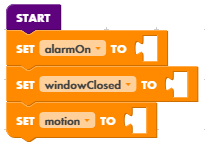 START
SET alarmOn TO
SET windowClosed TO
SET motion TO